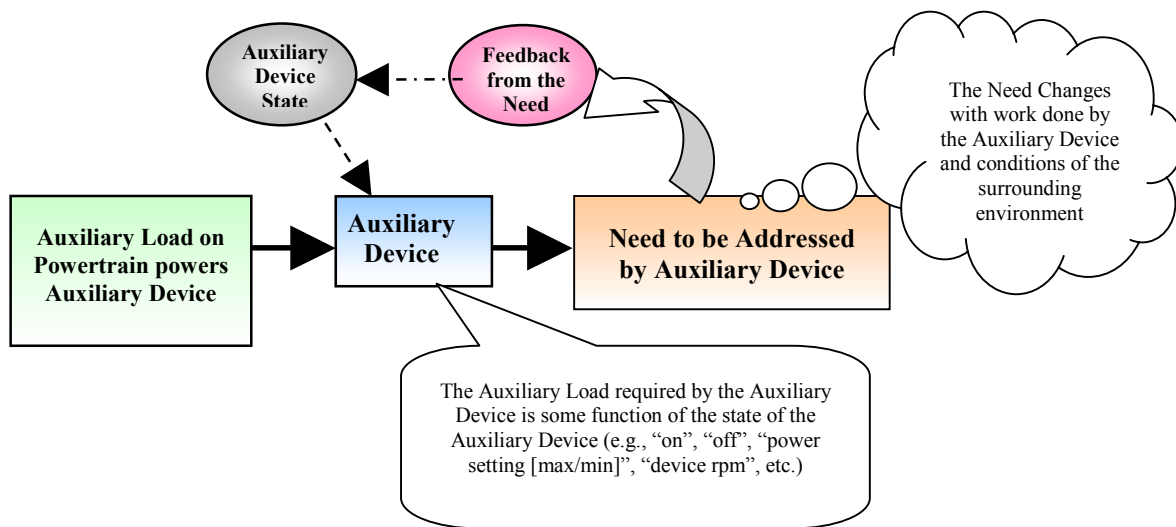 Auxiliary
Device
State
Feedback
from the
Need
The Need Changes
with work done by
the Auxiliary Device
and conditions of the
surrounding
environment
Auxiliary Load on
Powertrain powers
Auxiliary Device
Auxiliary
Device
Need to be Addressed
by Auxiliary Device
The Auxiliary Load required by the Auxiliary
Device is some function of the state of the
Auxiliary Device (e.g., “on”, “off”, “power
setting [max/min]”, “device rpm”, etc.)